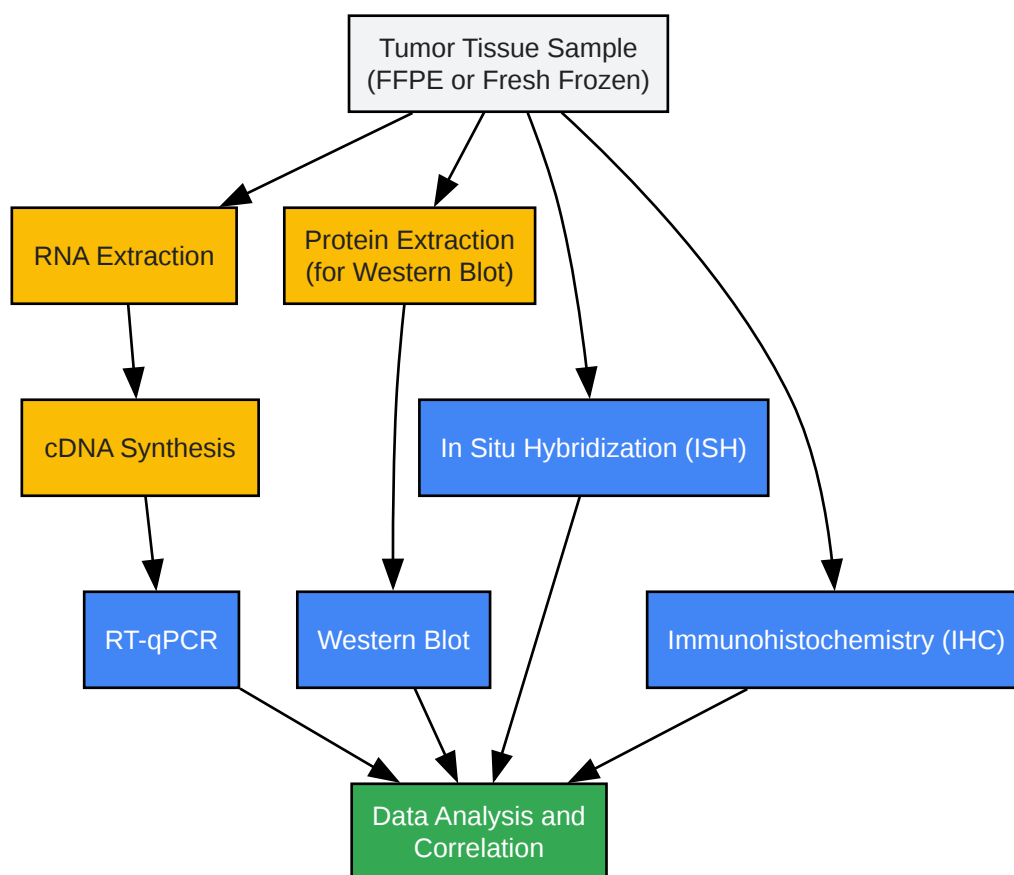 Tumor Tissue Sample
(FFPE or Fresh Frozen)
RNA Extraction
Protein Extraction
(for Western Blot)
cDNA Synthesis
In Situ Hybridization (ISH)
RT-qPCR
Western Blot
Immunohistochemistry (IHC)
Data Analysis and
Correlation